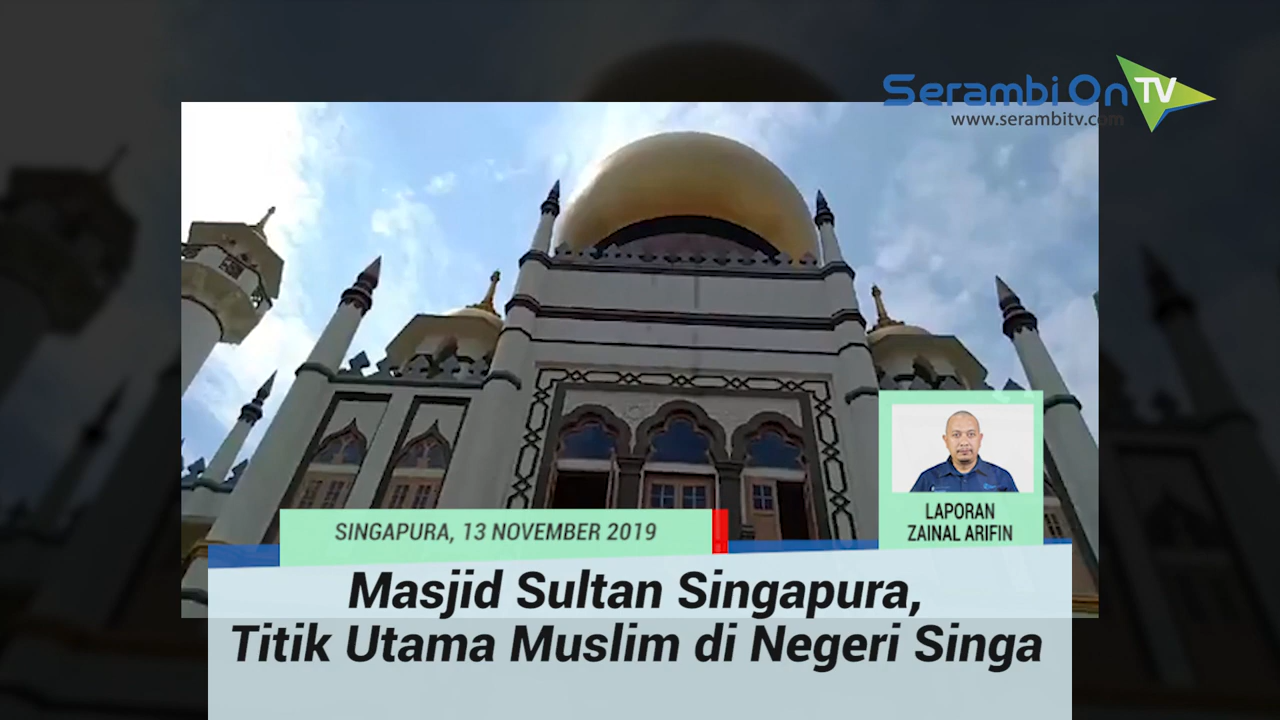 Serambi On TV
www.serambitv.com
LAPORAN
ZAINAL ARIFIN
SINGAPURA, 13 NOVEMBER 2019
Masjid Sultan Singapura,
Titik Utama Muslim di Negeri Singa